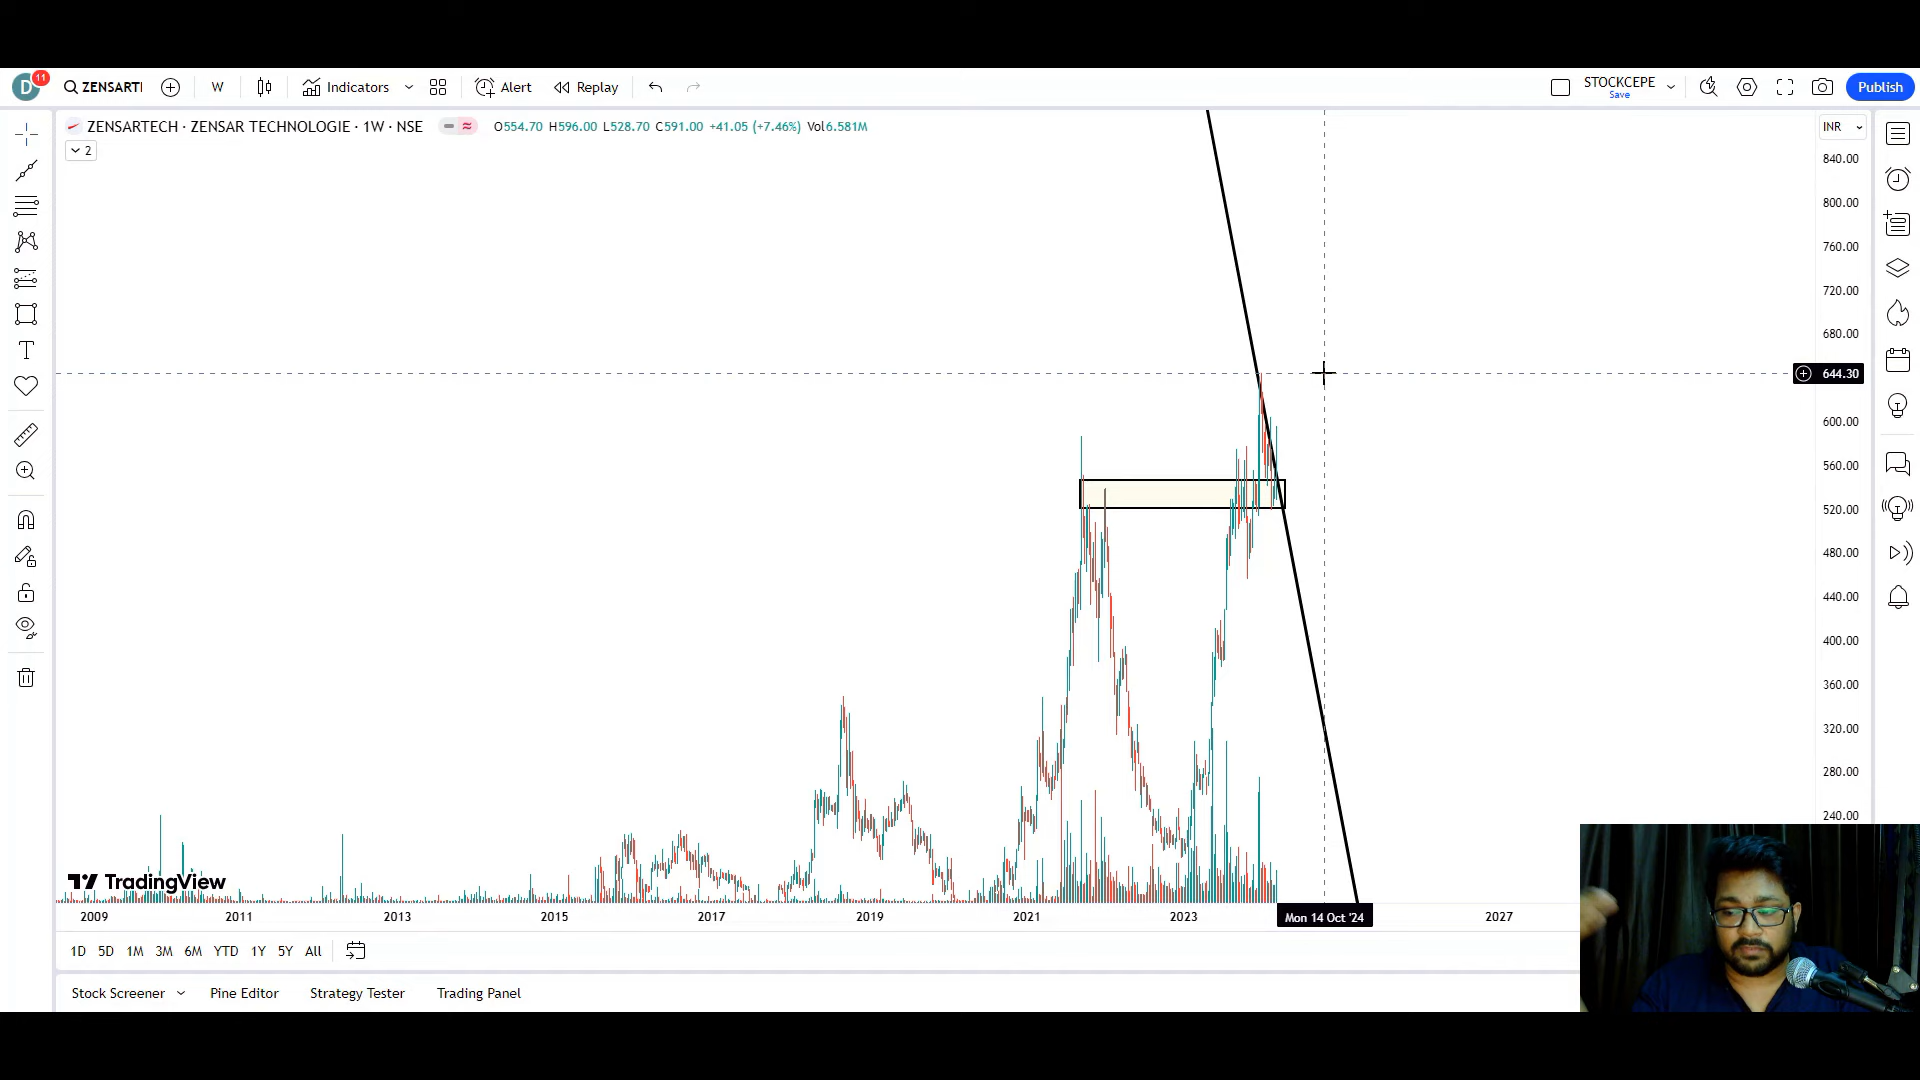 D 11 ZENSARTI W Indicators Alert Replay STOCKCEPE Save Publish
ZENSARTECH · ZENSAR TECHNOLOGIE · 1W · NSE O554.70 H596.00 L528.70 C591.00 +41.05 (+7.46%) Vol6.581M INR
2
840.00
800.00
760.00
720.00
680.00
644.30
600.00
560.00
520.00
480.00
440.00
400.00
360.00
320.00
280.00
240.00
TradingView
2009 2011 2013 2015 2017 2019 2021 2023 Mon 14 Oct '24 2027
1D 5D 1M 3M 6M YTD 1Y 5Y All
Stock Screener Pine Editor Strategy Tester Trading Panel